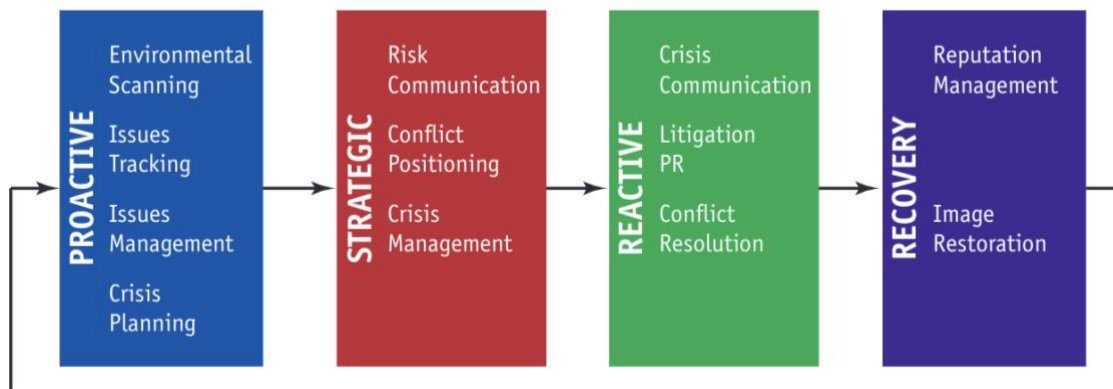 PROACTIVE
Environmental
Scanning
Issues
Tracking
Issues
Management
Crisis
Planning
STRATEGIC
Risk
Communication
Conflict
Positioning
Crisis
Management
REACTIVE
Crisis
Communication
Litigation
PR
Conflict
Resolution
RECOVERY
Reputation
Management
Image
Restoration